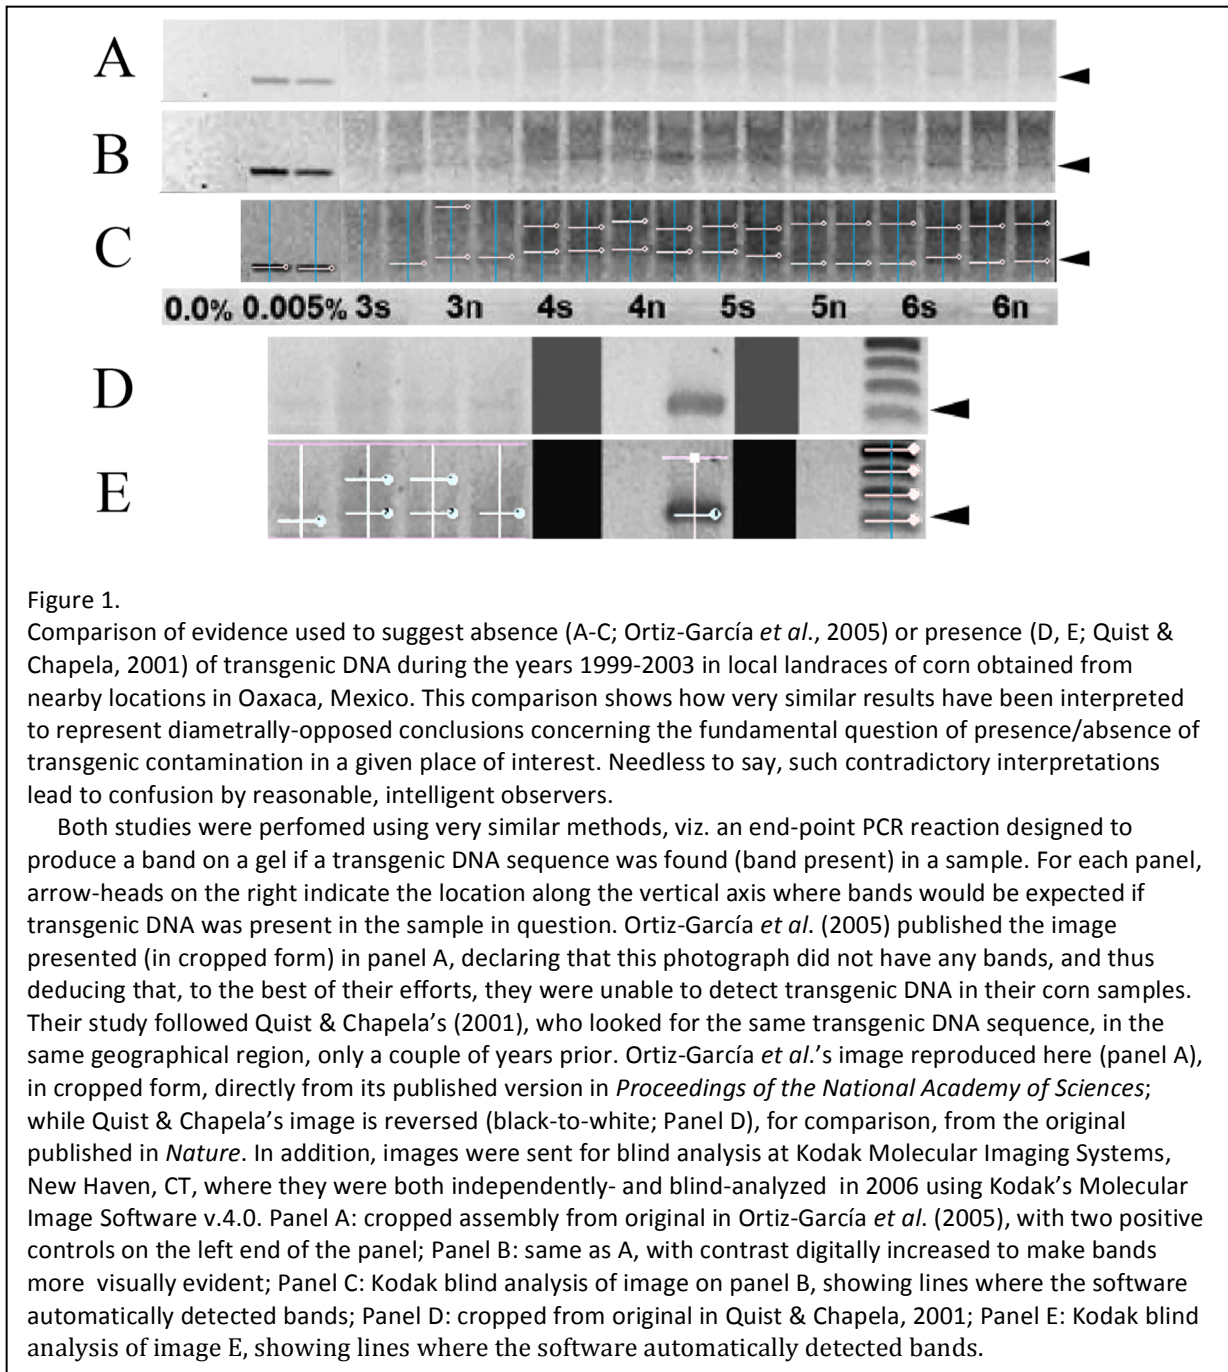 A
B
C
0.0% 0.005% 3s 3n 4s 4n 5s 5n 6s 6n
D
E
Figure 1.
Comparison of evidence used to suggest absence (A-C; Ortiz-García et al., 2005) or presence (D, E; Quist &
Chapela, 2001) of transgenic DNA during the years 1999-2003 in local landraces of corn obtained from
nearby locations in Oaxaca, Mexico. This comparison shows how very similar results have been interpreted
to represent diametrally-opposed conclusions concerning the fundamental question of presence/absence of
transgenic contamination in a given place of interest. Needless to say, such contradictory interpretations
lead to confusion by reasonable, intelligent observers.
Both studies were perfomed using very similar methods, viz. an end-point PCR reaction designed to
produce a band on a gel if a transgenic DNA sequence was found (band present) in a sample. For each panel,
arrow-heads on the right indicate the location along the vertical axis where bands would be expected if
transgenic DNA was present in the sample in question. Ortiz-García et al. (2005) published the image
presented (in cropped form) in panel A, declaring that this photograph did not have any bands, and thus
deducing that, to the best of their efforts, they were unable to detect transgenic DNA in their corn samples.
Their study followed Quist & Chapela's (2001), who looked for the same transgenic DNA sequence, in the
same geographical region, only a couple of years prior. Ortiz-García et al.'s image reproduced here (panel A),
in cropped form, directly from its published version in Proceedings of the National Academy of Sciences;
while Quist & Chapela's image is reversed (black-to-white; Panel D), for comparison, from the original
published in Nature. In addition, images were sent for blind analysis at Kodak Molecular Imaging Systems,
New Haven, CT, where they were both independently- and blind-analyzed in 2006 using Kodak's Molecular
Image Software v.4.0. Panel A: cropped assembly from original in Ortiz-García et al. (2005), with two positive
controls on the left end of the panel; Panel B: same as A, with contrast digitally increased to make bands
more visually evident; Panel C: Kodak blind analysis of image on panel B, showing lines where the software
automatically detected bands; Panel D: cropped from original in Quist & Chapela, 2001; Panel E: Kodak blind
analysis of image E, showing lines where the software automatically detected bands.